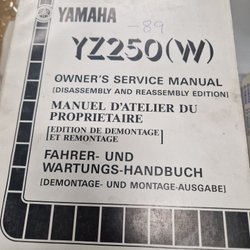 YAMAHA
-89
YZ250(W)
OWNER'S SERVICE MANUAL
(DISASSEMBLY AND REASSEMBLY EDITION)
MANUEL D'ATELIER DU
PROPRIETAIRE
[EDITION DE DEMONTAGE
ET REMONTAGE]
FAHRER- UND
WARTUNGS-HANDBUCH
(DEMONTAGE- UND MONTAGE-AUSGABE)